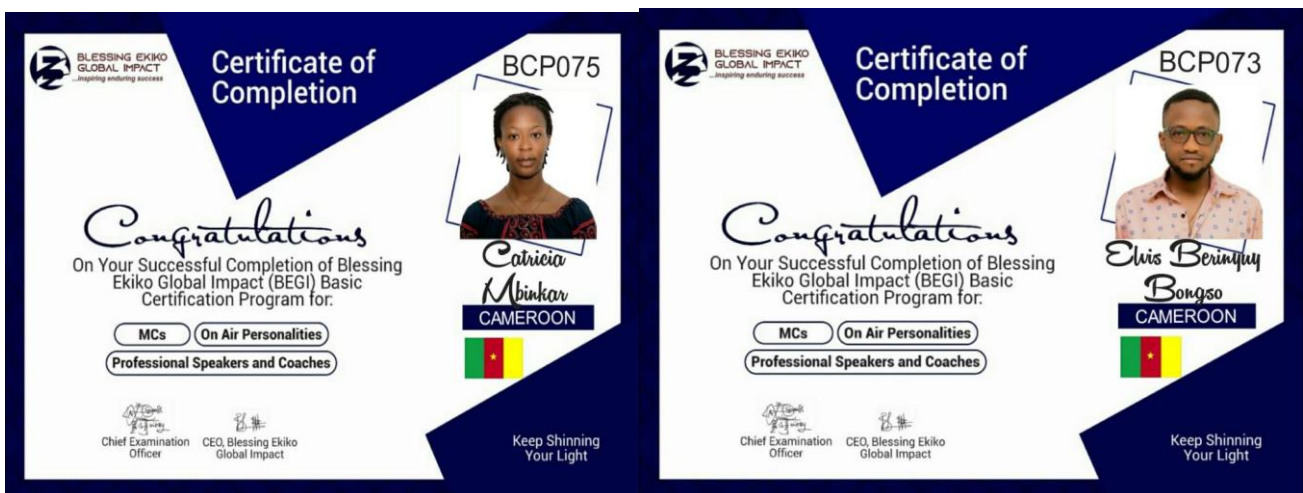 BLESSING EKIKO
GLOBAL IMPACT
...inspiring enduring success
Certificate of
Completion
BCP075
Congratulations
On Your Successful Completion of Blessing
Ekiko Global Impact (BEGI) Basic
Certification Program for:
MCs
On Air Personalities
Professional Speakers and Coaches
Catricia
Mbinkar
CAMEROON
Chief Examination
Officer
CEO, Blessing Ekiko
Global Impact
Keep Shinning
Your Light
BLESSING EKIKO
GLOBAL IMPACT
...inspiring enduring success
Certificate of
Completion
BCP073
Congratulations
On Your Successful Completion of Blessing
Ekiko Global Impact (BEGI) Basic
Certification Program for:
MCs
On Air Personalities
Professional Speakers and Coaches
Elvis Berinyuy
Bongso
CAMEROON
Chief Examination
Officer
CEO, Blessing Ekiko
Global Impact
Keep Shinning
Your Light